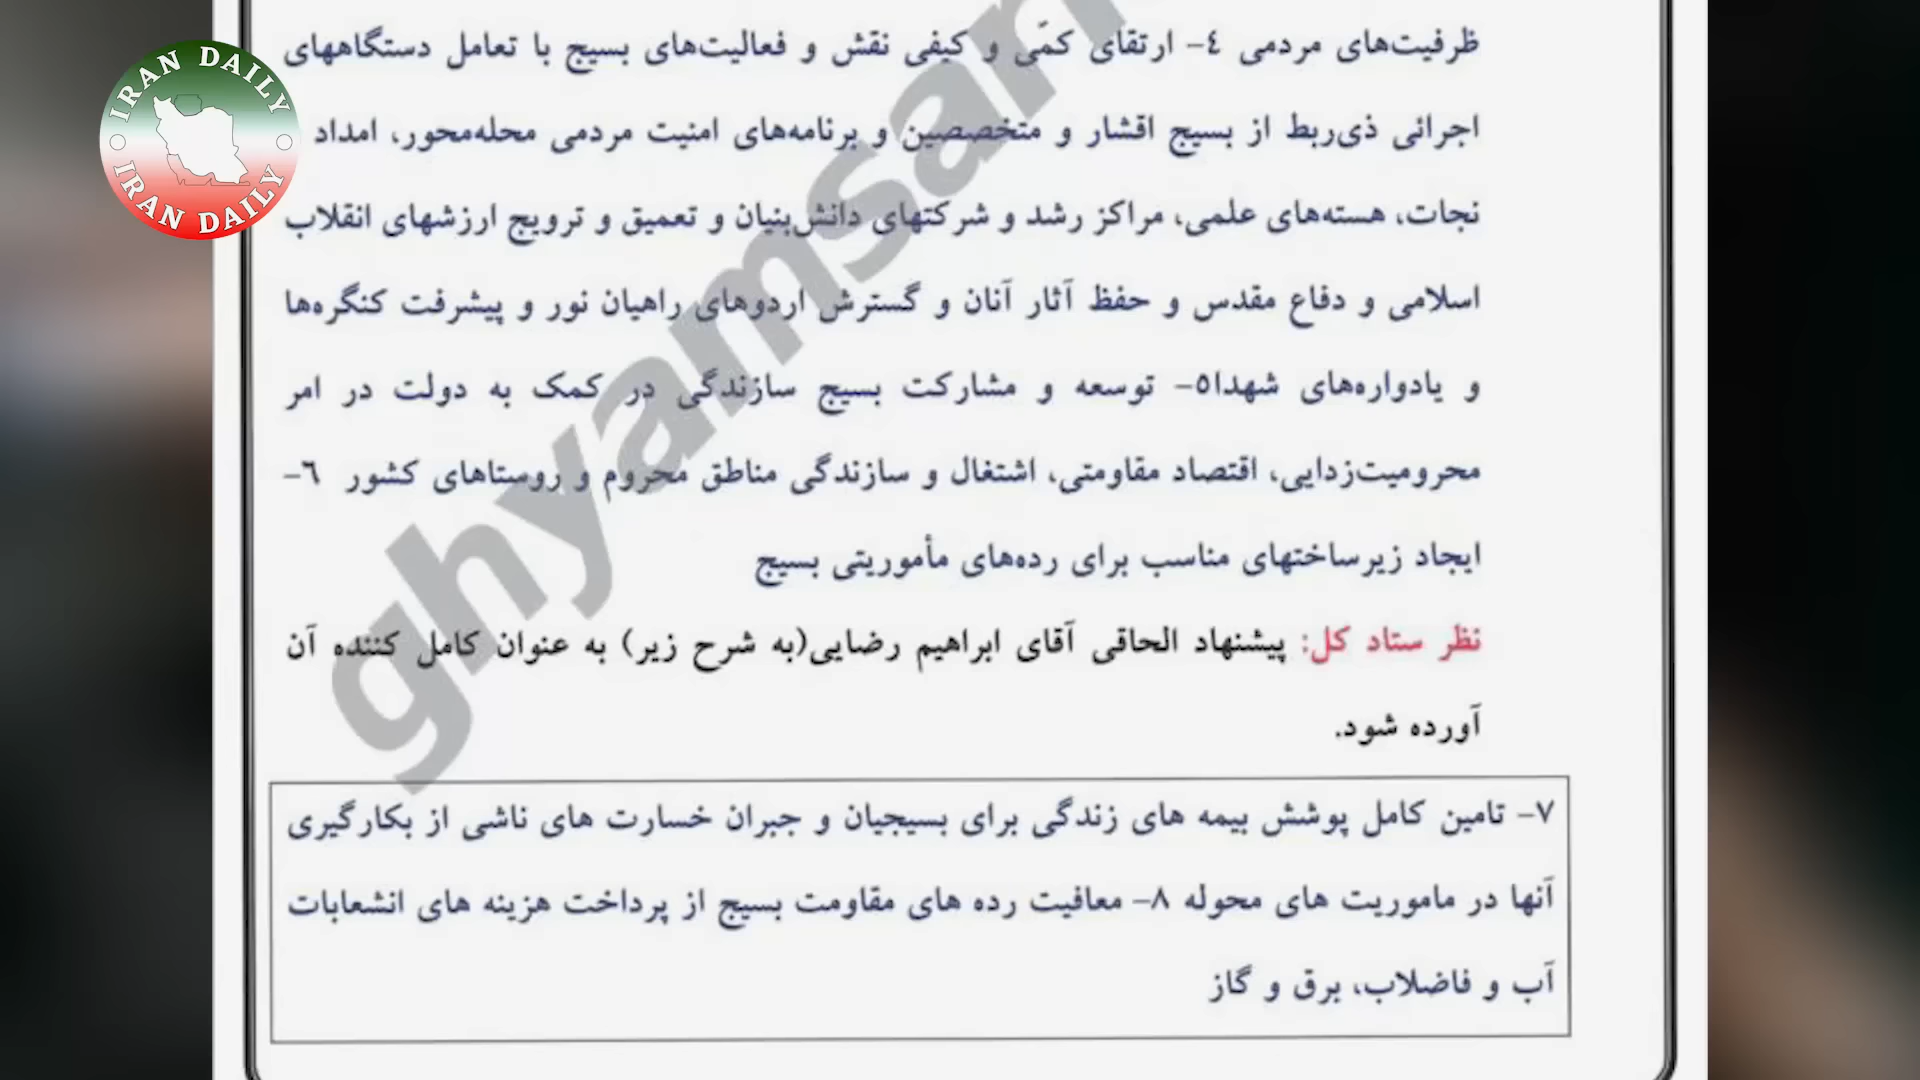 IRAN DAILY
IRAN DAILY
ظرفیت‌های مردمی ٤- ارتقای کمّی و کیفی نقش و فعالیت‌های بسیج با تعامل دستگاههای
اجرائی ذی‌ربط از بسیج اقشار و متخصصین و برنامه‌های امنیت مردمی محله‌محور، امداد
نجات، هسته‌های علمی، مراکز رشد و شرکتهای دانش‌بنیان و تعمیق و ترویج ارزشهای انقلاب
اسلامی و دفاع مقدس و حفظ آثار آنان و گسترش اردوهای راهیان نور و پیشرفت کنگره‌ها
و یادواره‌های شهدا٥- توسعه و مشارکت بسیج سازندگی در کمک به دولت در امر
محرومیت‌زدایی، اقتصاد مقاومتی، اشتغال و سازندگی مناطق محروم و روستاهای کشور ٦-
ایجاد زیرساختهای مناسب برای رده‌های مأموریتی بسیج
نظر ستاد کل: پیشنهاد الحاقی آقای ابراهیم رضایی(به شرح زیر) به عنوان کامل کننده آن
آورده شود.
٧- تامین کامل پوشش بیمه های زندگی برای بسیجیان و جبران خسارت های ناشی از بکارگیری
آنها در ماموریت های محوله ٨- معافیت رده های مقاومت بسیج از پرداخت هزینه های انشعابات
آب و فاضلاب، برق و گاز
ghyamsarn